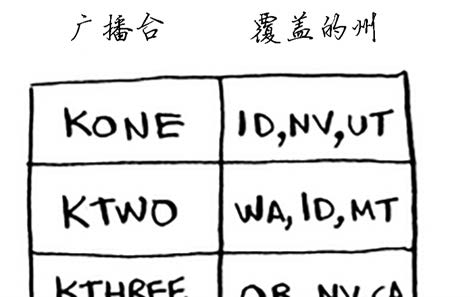 广播台 覆盖的州
KONE ID,NV,UT
KTWO WA,ID,MT
KTHREE OR,NV,CA